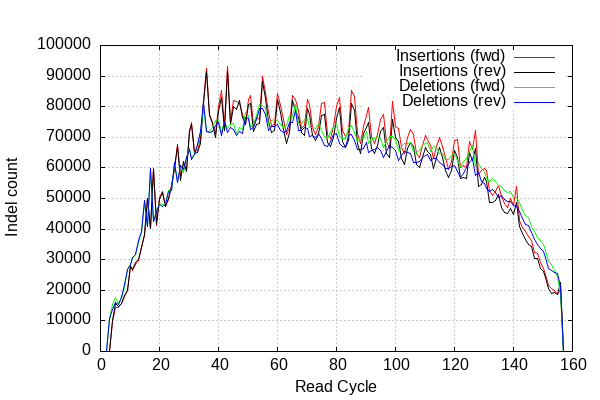 Insertions (fwd)
Insertions (rev)
Deletions (fwd)
Deletions (rev)
100000
90000
80000
70000
60000
50000
40000
30000
20000
10000
0
Indel count
0 20 40 60 80 100 120 140 160
Read Cycle